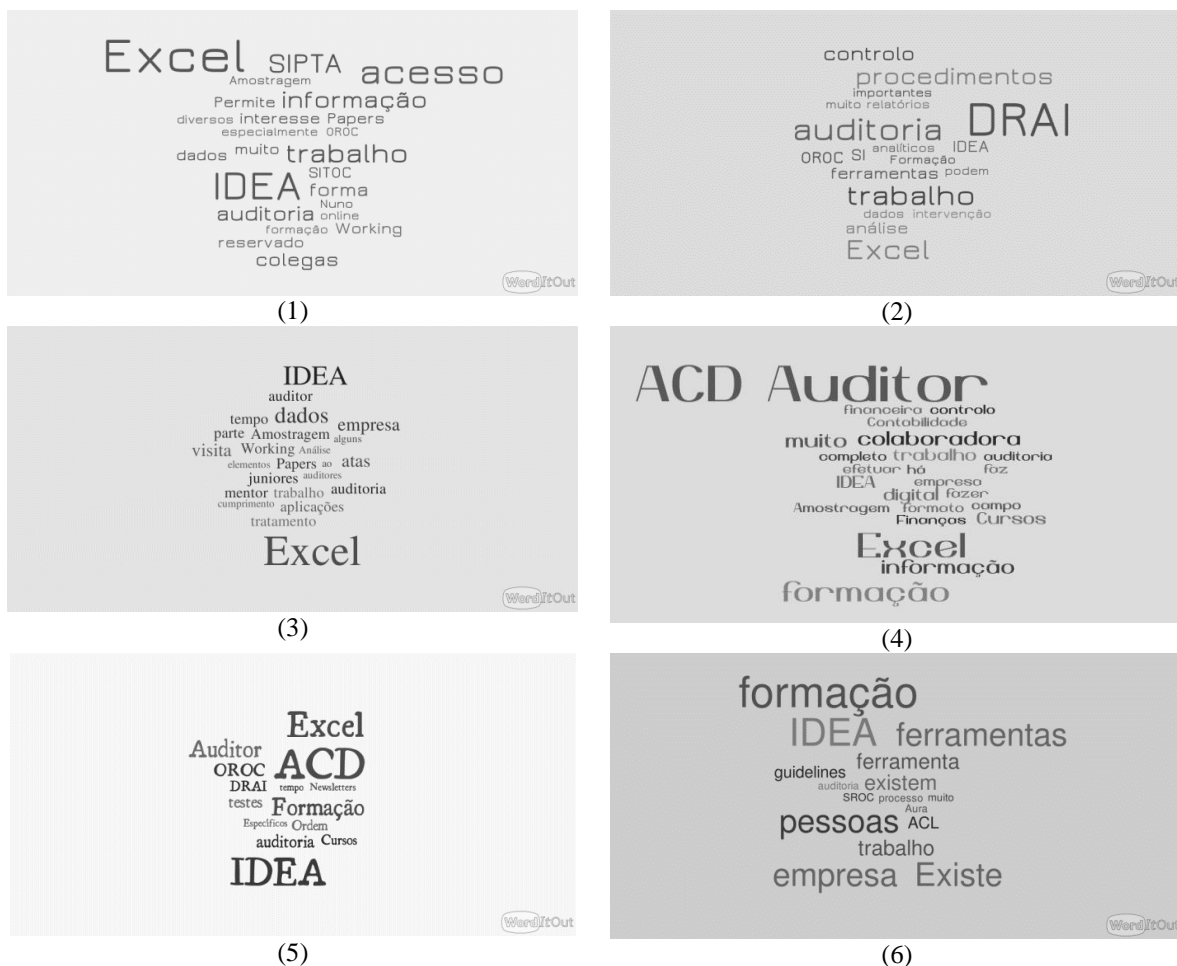 Excel SIPTA acesso
Amostragem
Permite informação
diversos interesse Papers
especialmente OROC
dados muito trabalho
SITOC
IDEA forma
Nuno
auditoria online
formação Working
reservado
colegas
WordItOut
(1)
controlo
procedimentos
importantes
muito relatórios
DRAI
auditoria
analíticos IDEA
OROC SI Formação
ferramentas podem
trabalho
dados intervenção
análise
Excel
WordItOut
(2)
IDEA
auditor
tempo dados empresa
parte Amostragem alguns
visita Working Análise
elementos Papers ao atas
juniores auditores
mentor trabalho auditoria
cumprimento aplicações
tratamento
Excel
WordItOut
(3)
ACD Auditor
financeira controlo
Contabilidade
muito colaboradora
completo trabalho auditoria
efetuar há faz
IDEA empresa
digital fazer
Amostragem formato campo
Finanças Cursos
Excel
informação
formação
(4)
Excel
Auditor
OROC ACD
DRAI tempo Newsletters
testes Formação
Específicos Ordem
auditoria Cursos
IDEA
WordItOut
(5)
formação
IDEA ferramentas
ferramenta
guidelines
auditoria existem
SROC processo muito
Aura
pessoas ACL
trabalho
empresa Existe
WordItOut
(6)